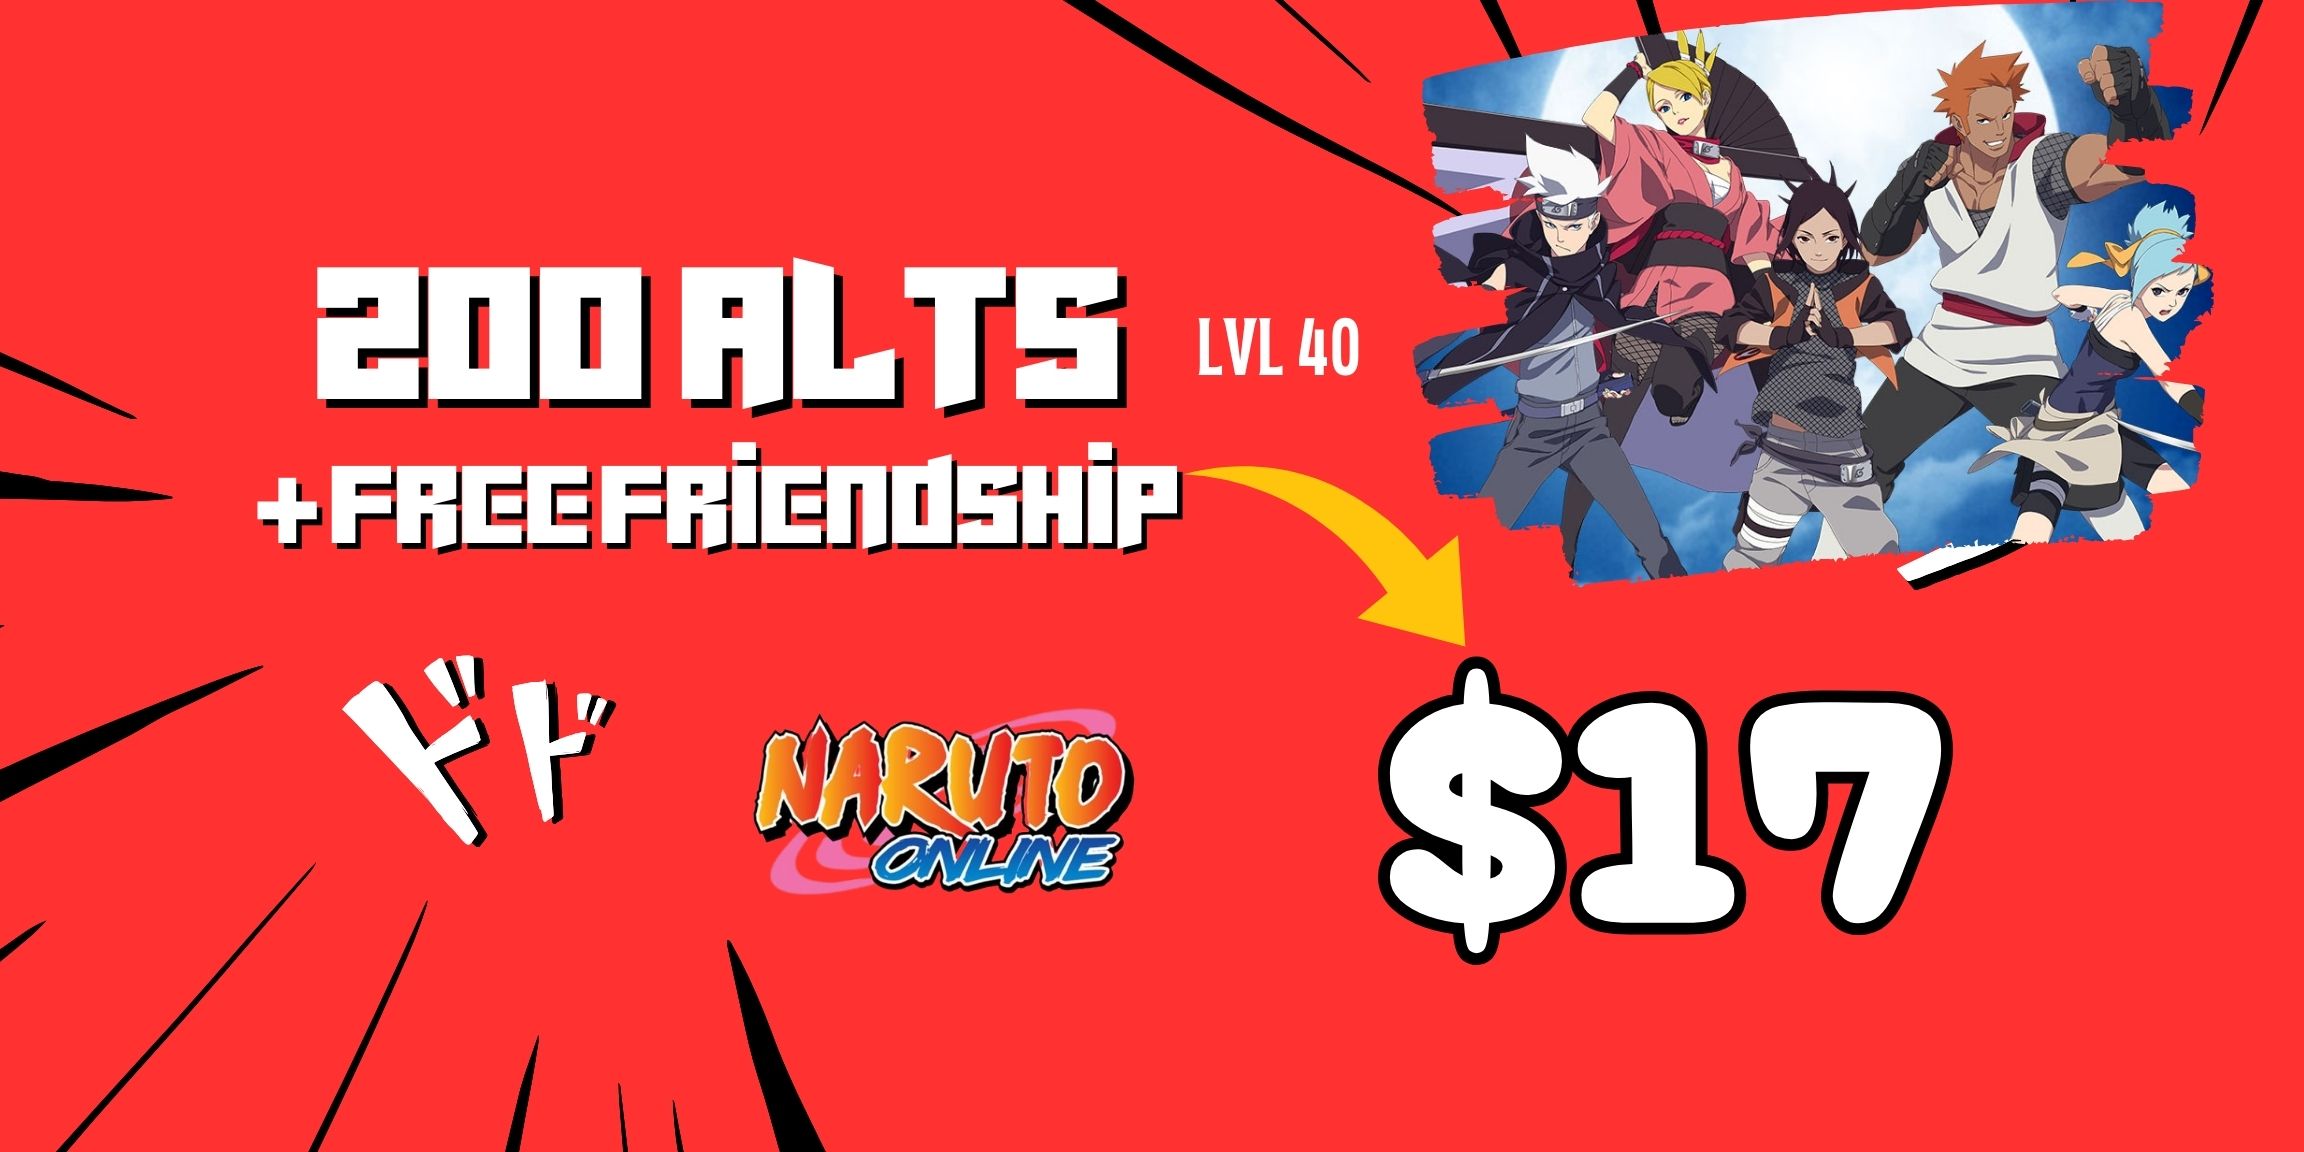 200 ALTS
LVL 40
+ FREE FRIENDSHIP
ドド
NARUTO
ONLINE
$17